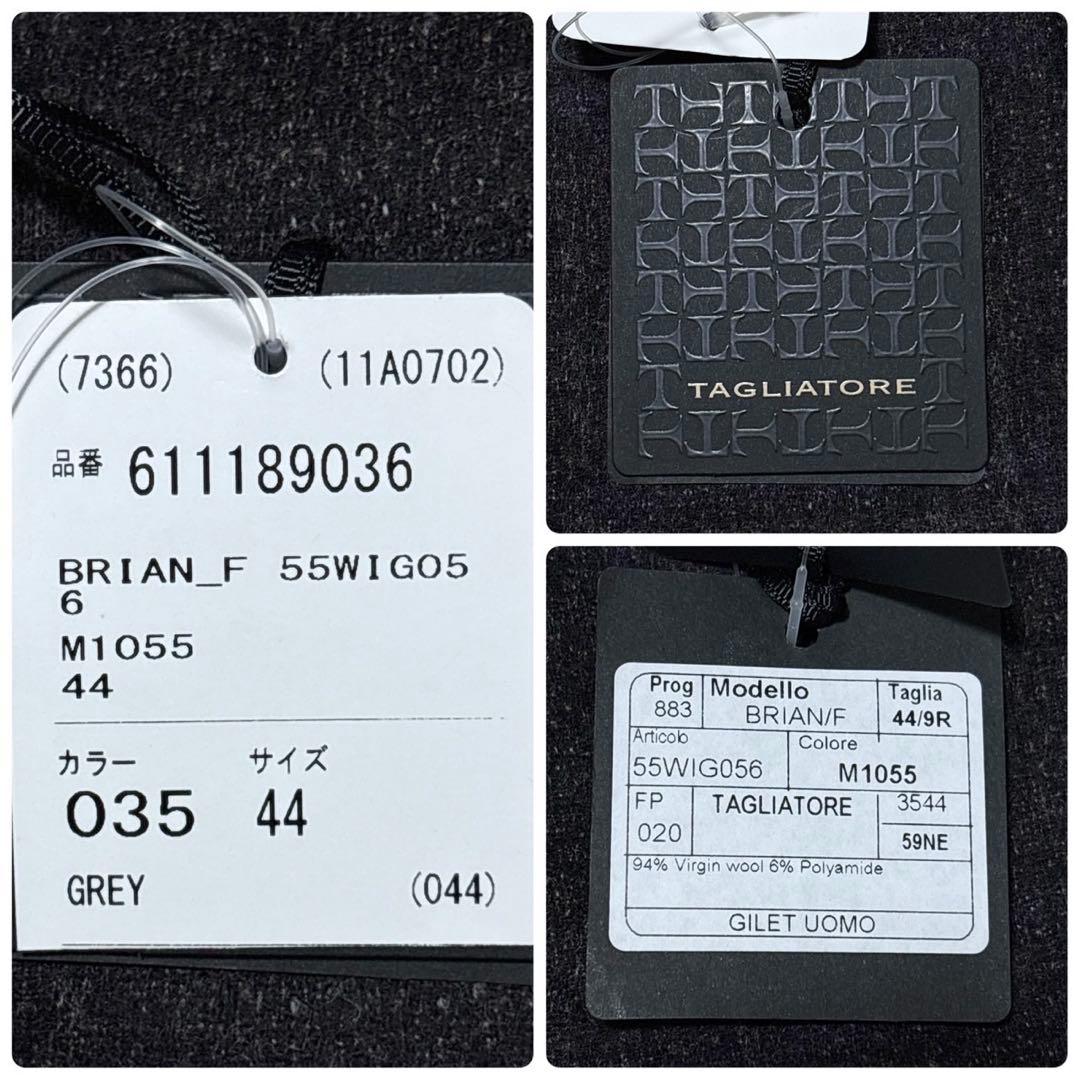 (7366) (11A0702)
品番 611189036
BRIAN_F 55WIG05
6
M1055
44
カラー サイズ
035 44
GREY (044)
TAGLIATORE
Prog Modello Taglia
883 BRIAN/F 44/9R
Articolo Colore
55WIG056 M1055
FP TAGLIATORE 3544
020 59NE
94% Virgin wool 6% Polyamide
GILET UOMO